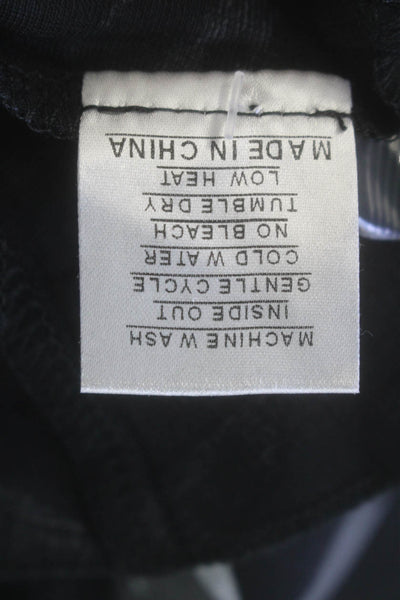 MACHINE WASH
INSIDE OUT
GENTLE CYCLE
COLD WATER
NO BLEACH
TUMBLE DRY
LOW HEAT
MADE IN CHINA